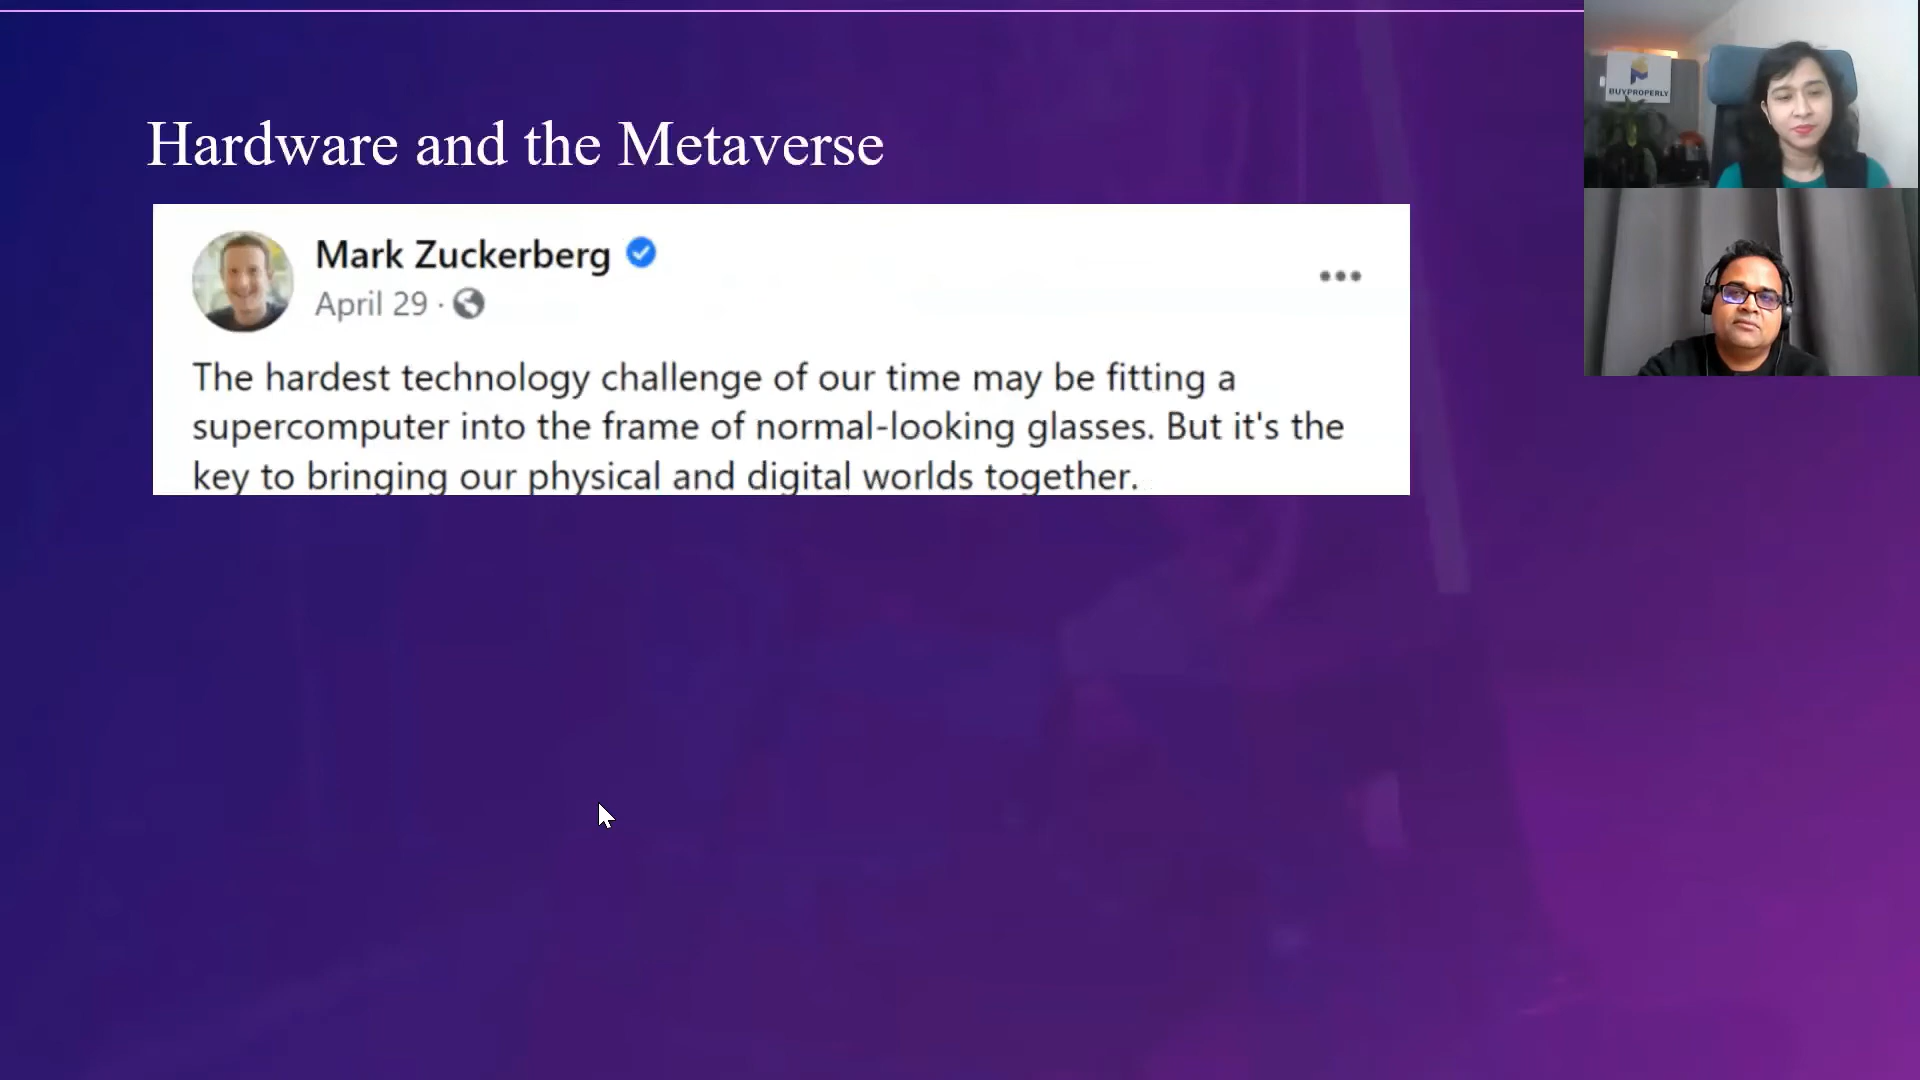 Hardware and the Metaverse
Mark Zuckerberg
April 29 ·
The hardest technology challenge of our time may be fitting a
supercomputer into the frame of normal-looking glasses. But it's the
key to bringing our physical and digital worlds together.
BUYPROPERLY